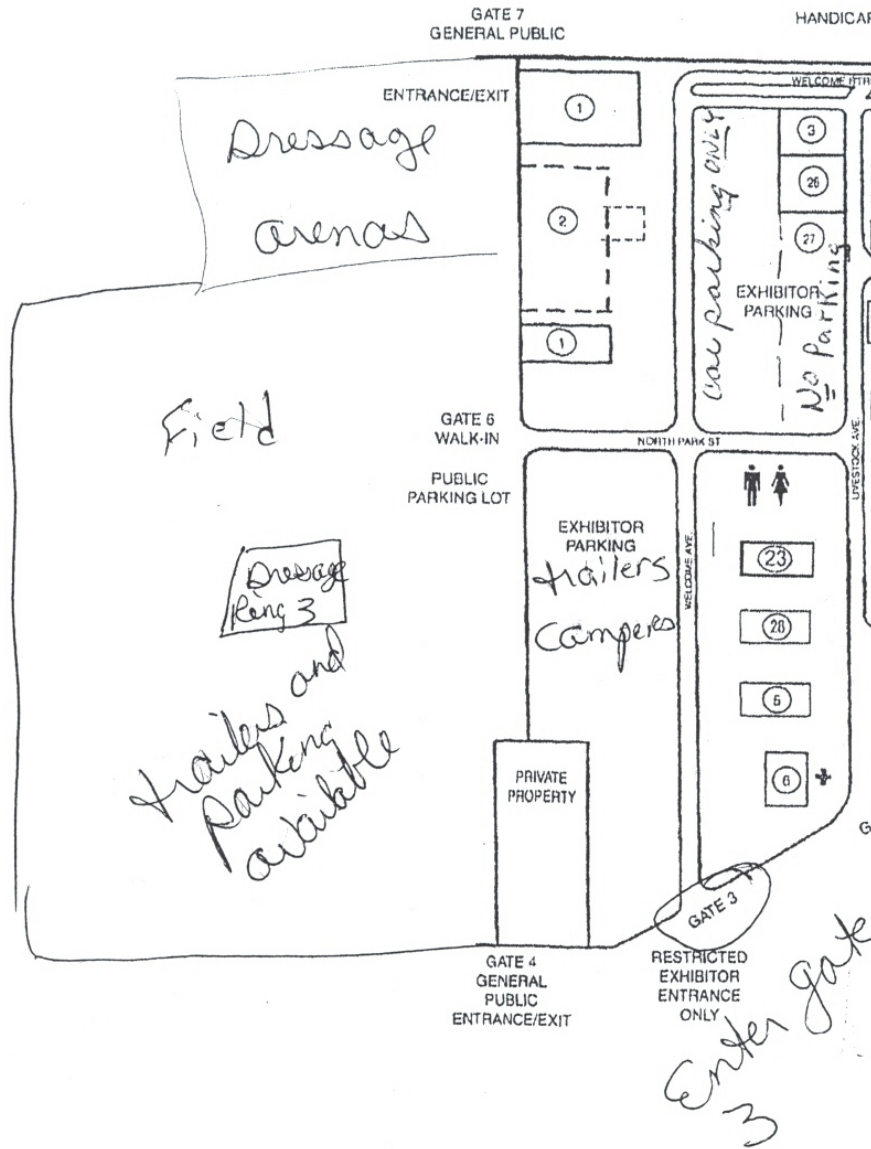 GATE 7
GENERAL PUBLIC
HANDICAP
ENTRANCE/EXIT
WELCOME
Dressage
arenas
1
2
1
3
26
27
car parking ONLY
EXHIBITOR
PARKING
No Parking
Field
GATE 6
WALK-IN
NORTH PARK ST
LIVESTOCK AVE.
PUBLIC
PARKING LOT
EXHIBITOR
PARKING
trailers
Campers
WELCOME AVE.
23
28
5
6
Dressage
Ring 3
trailers and
parking
available
PRIVATE
PROPERTY
G
GATE 3
GATE 4
GENERAL
PUBLIC
ENTRANCE/EXIT
RESTRICTED
EXHIBITOR
ENTRANCE
ONLY
Enter gate
3